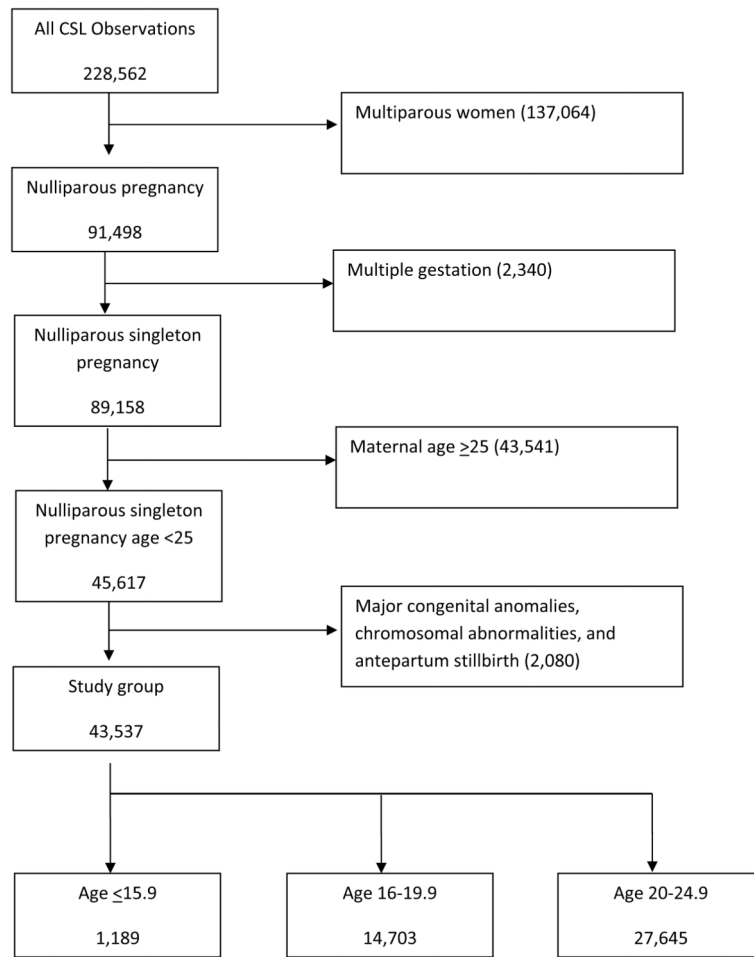 All CSL Observations
228,562
Multiparous women (137,064)
Nulliparous pregnancy
91,498
Multiple gestation (2,340)
Nulliparous singleton
pregnancy
89,158
Maternal age ≥25 (43,541)
Nulliparous singleton
pregnancy age <25
45,617
Major congenital anomalies,
chromosomal abnormalities, and
antepartum stillbirth (2,080)
Study group
43,537
Age ≤15.9
1,189
Age 16-19.9
14,703
Age 20-24.9
27,645